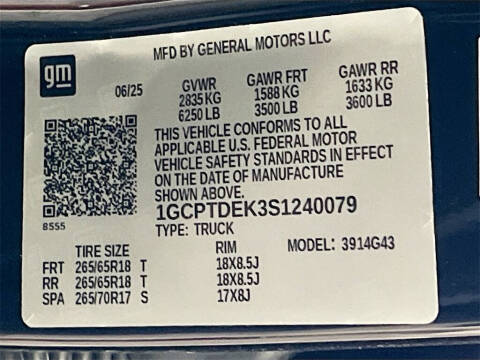 MFD BY GENERAL MOTORS LLC
gm
06/25 GVWR GAWR FRT GAWR RR
2835 KG 1588 KG 1633 KG
6250 LB 3500 LB 3600 LB
THIS VEHICLE CONFORMS TO ALL
APPLICABLE U.S. FEDERAL MOTOR
VEHICLE SAFETY STANDARDS IN EFFECT
ON THE DATE OF MANUFACTURE
SHOWN ABOVE.
1GCPTDEK3S1240079
8555
TYPE: TRUCK MODEL: 3914G43
TIRE SIZE RIM
FRT 265/65R18 T 18X8.5J
RR 265/65R18 T 18X8.5J
SPA 265/70R17 S 17X8J